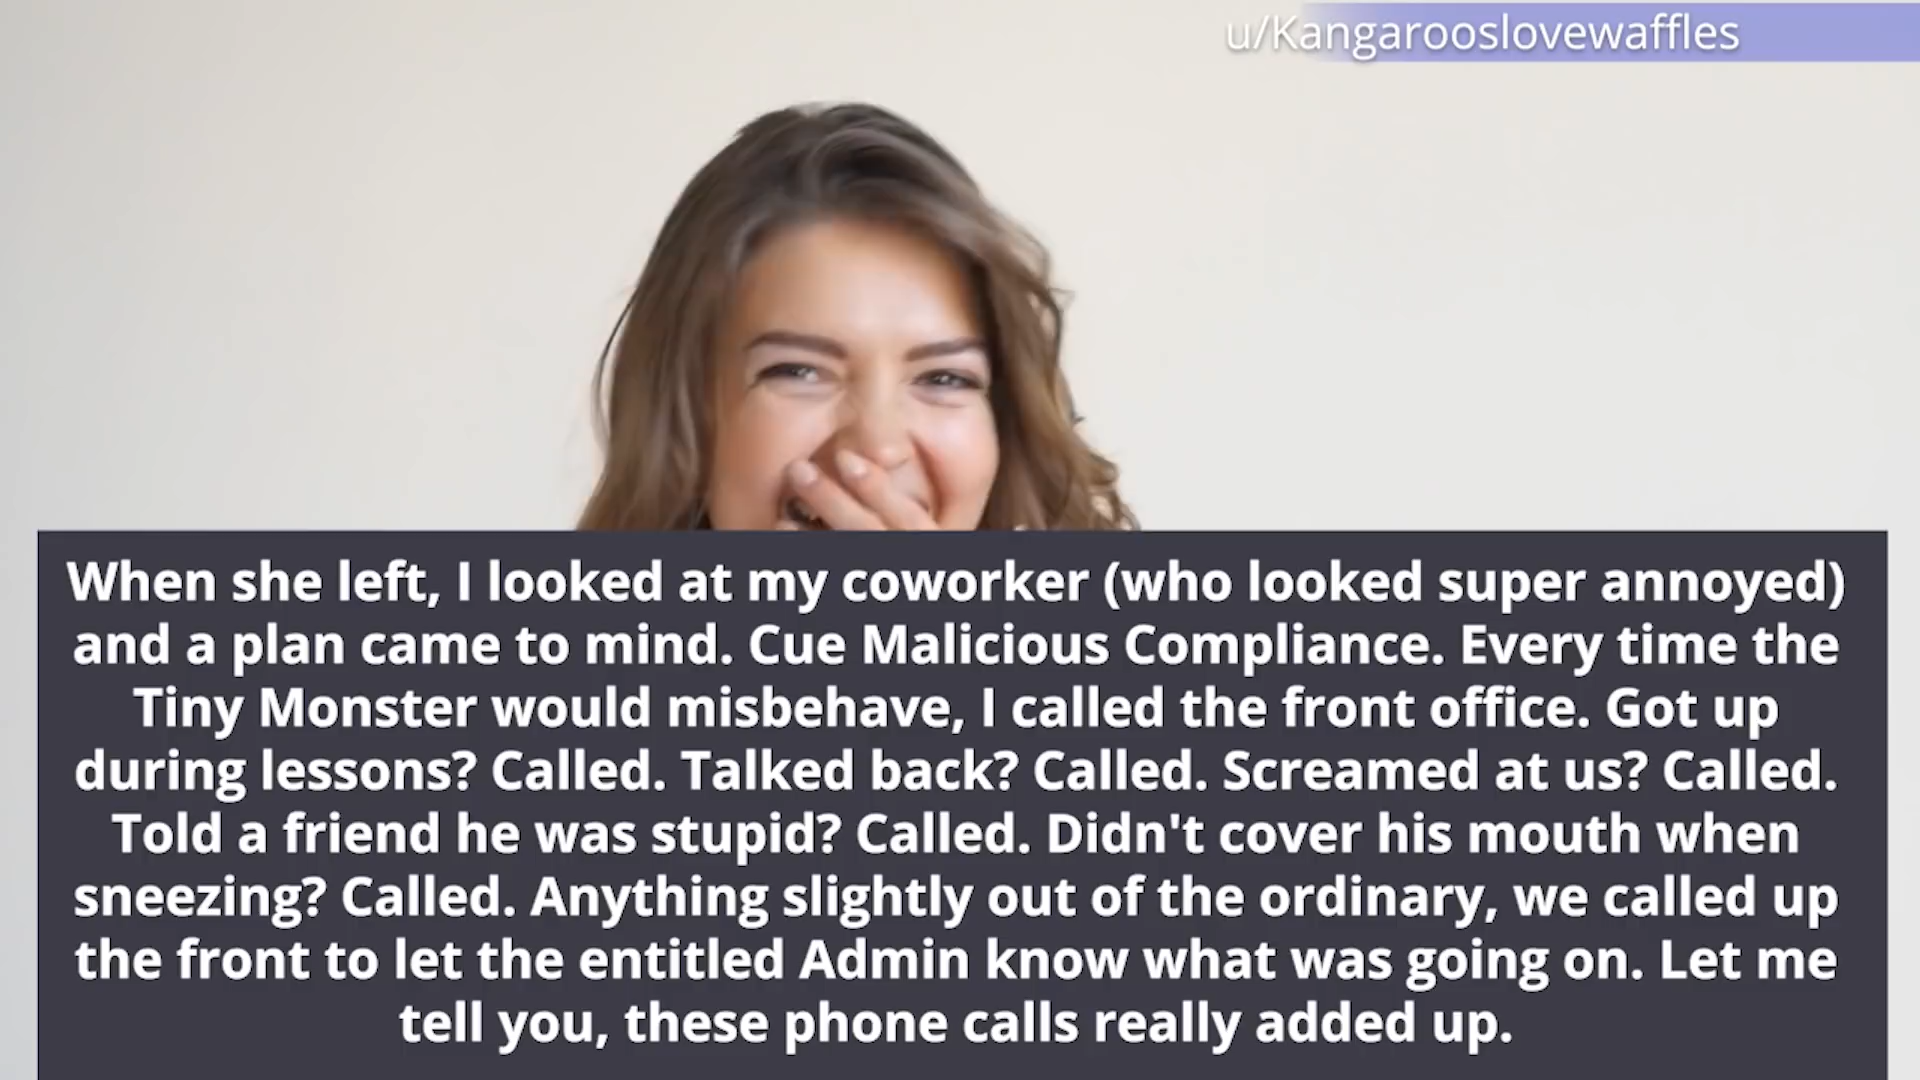 u/Kangarooslovewaffles
When she left, I looked at my coworker (who looked super annoyed)
and a plan came to mind. Cue Malicious Compliance. Every time the
Tiny Monster would misbehave, I called the front office. Got up
during lessons? Called. Talked back? Called. Screamed at us? Called.
Told a friend he was stupid? Called. Didn't cover his mouth when
sneezing? Called. Anything slightly out of the ordinary, we called up
the front to let the entitled Admin know what was going on. Let me
tell you, these phone calls really added up.